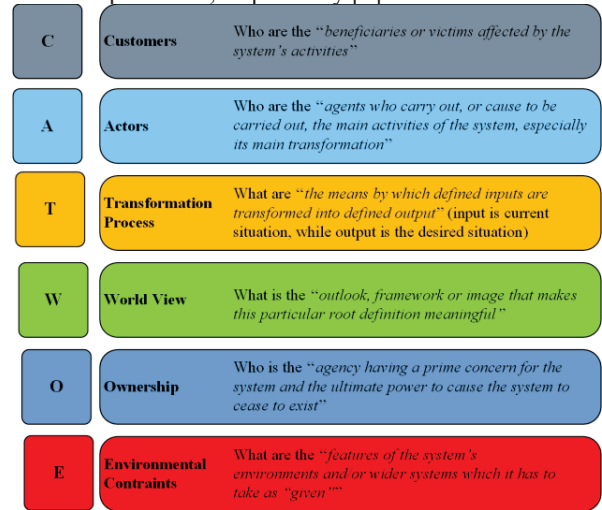 C
Customers
Who are the “beneficiaries or victims affected by the
system’s activities”
A
Actors
Who are the “agents who carry out, or cause to be
carried out, the main activities of the system, especially
its main transformation”
T
Transformation
Process
What are “the means by which defined inputs are
transformed into defined output” (input is current
situation, while output is the desired situation)
W
World View
What is the “outlook, framework or image that makes
this particular root definition meaningful”
O
Ownership
Who is the “agency having a prime concern for the
system and the ultimate power to cause the system to
cease to exist”
E
Environmental
Contraints
What are the “features of the system’s
environments and or wider systems which it has to
take as “given””